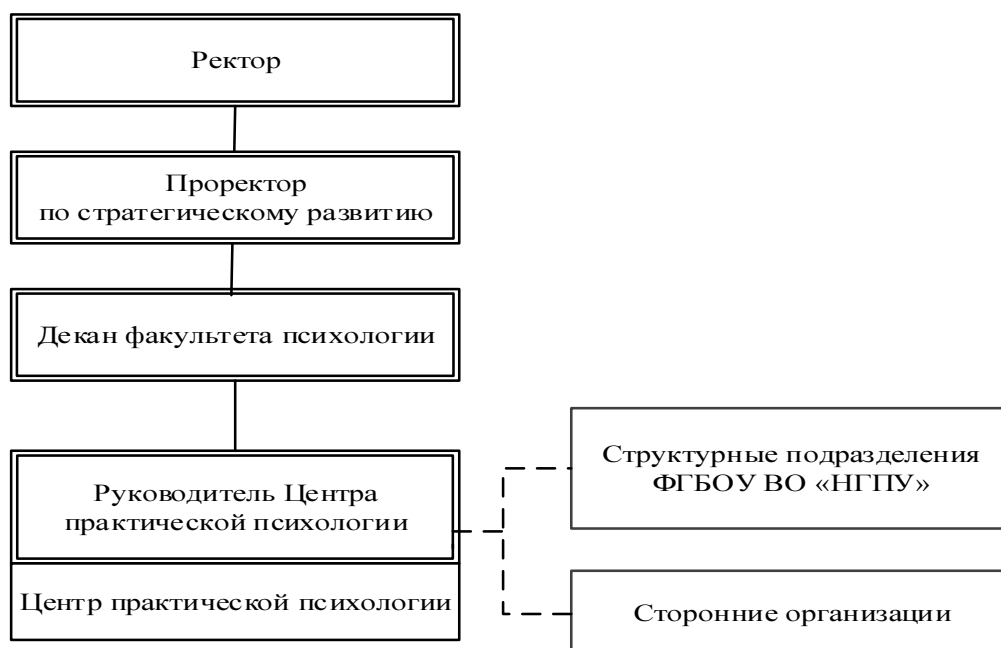 Ректор
Проректор
по стратегическому развитию
Декан факультета психологии
Руководитель Центра
практической психологии
Центр практической психологии
Структурные подразделения
ФГБОУ ВО «НГПУ»
Сторонние организации